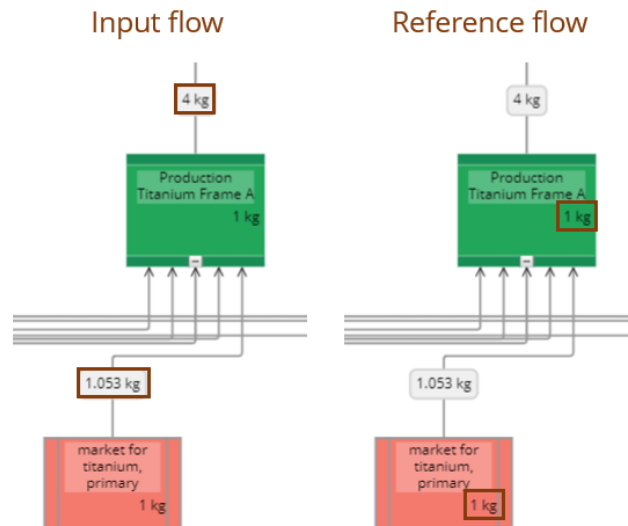 Input flow
4 kg
Production
Titanium Frame A
1 kg
1.053 kg
market for
titanium,
primary
1 kg
Reference flow
4 kg
Production
Titanium Frame A
1 kg
1.053 kg
market for
titanium,
primary
1 kg